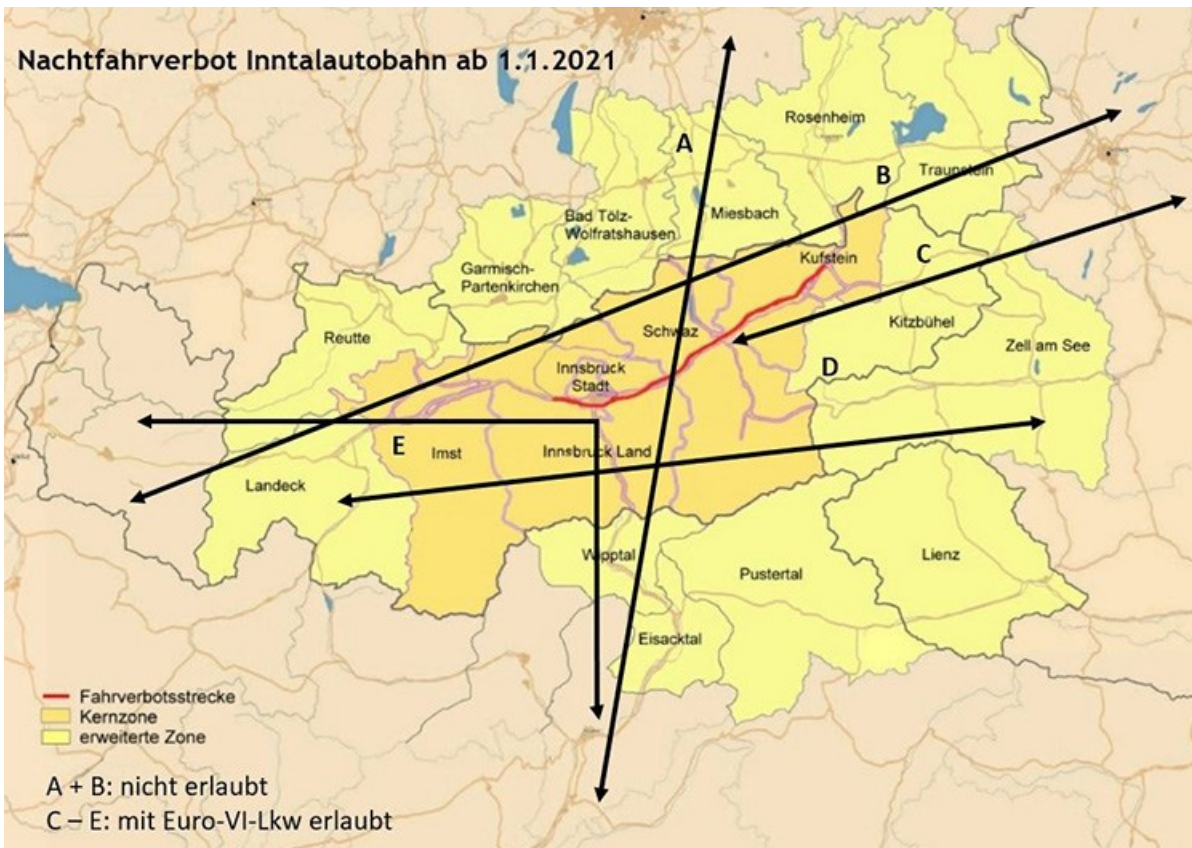 Nachtfahrverbot Inntalautobahn ab 1.1.2021
Rosenheim
A
B
Traunstein
Bad Tölz-
Wolfratshausen
Miesbach
C
Kufstein
Garmisch-
Partenkirchen
Kitzbühel
Reutte
Schwaz
Zell am See
Innsbruck
Stadt
D
E
Imst
Innsbruck Land
Landeck
Wipptal
Lienz
Pustertal
Eisacktal
Fahrverbotsstrecke
Kernzone
erweiterte Zone
A + B: nicht erlaubt
C – E: mit Euro-VI-Lkw erlaubt